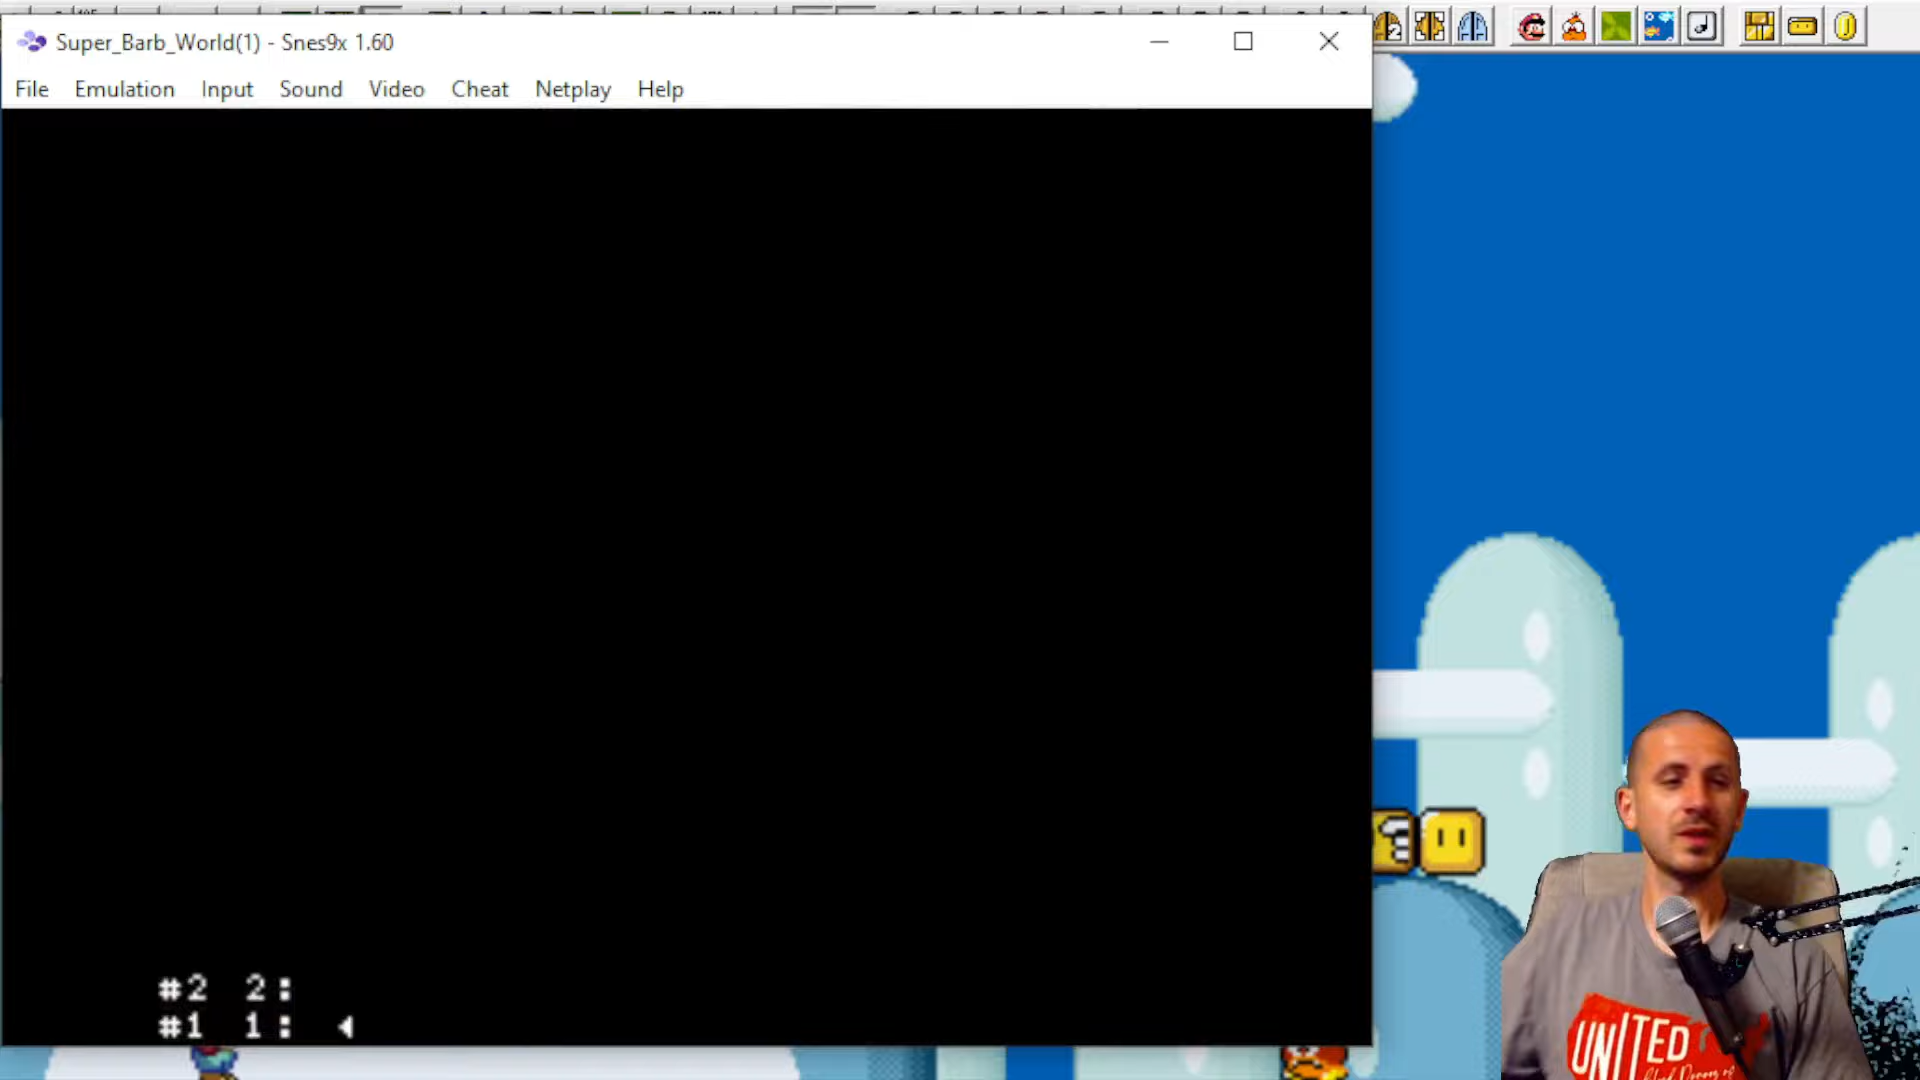 Super_Barb_World(1) - Snes9x 1.60
File Emulation Input Sound Video Cheat Netplay Help
#2 2:
#1 1:
UNITED